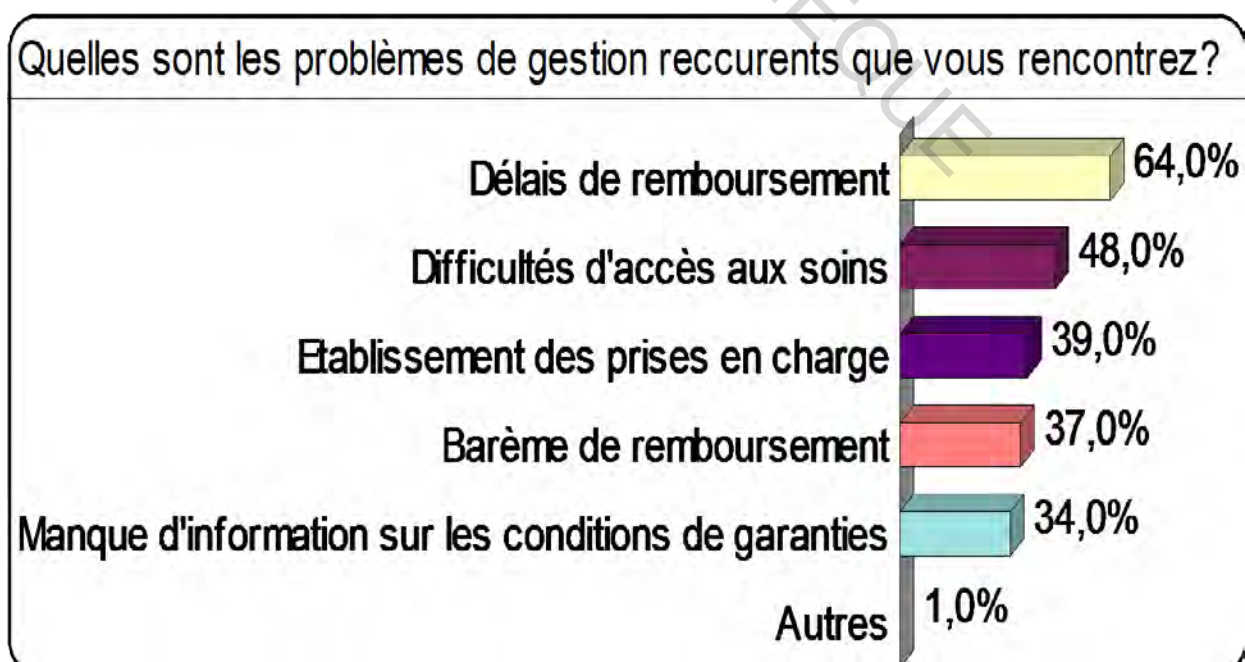 Quelles sont les problèmes de gestion reccurents que vous rencontrez?
Délais de remboursement 64,0%
Difficultés d'accès aux soins 48,0%
Etablissement des prises en charge 39,0%
Barème de remboursement 37,0%
Manque d'information sur les conditions de garanties 34,0%
Autres 1,0%